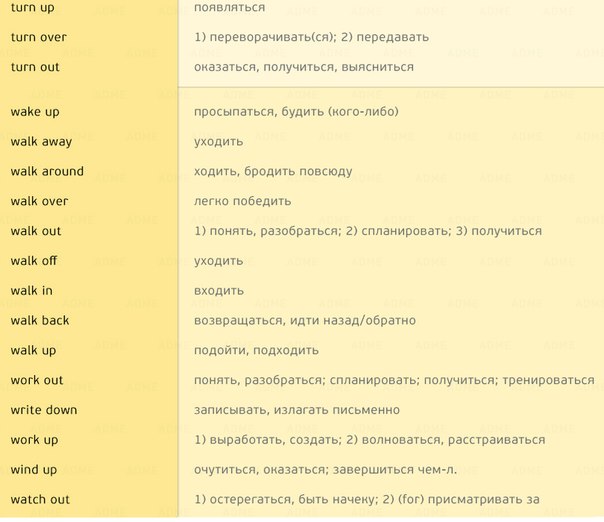 turn up появляться
turn over 1) переворачивать(ся); 2) передавать
turn out оказаться, получиться, выясниться
wake up просыпаться, будить (кого-либо)
walk away уходить
walk around ходить, бродить повсюду
walk over легко победить
walk out 1) понять, разобраться; 2) спланировать; 3) получиться
walk off уходить
walk in входить
walk back возвращаться, идти назад/обратно
walk up подойти, подходить
work out понять, разобраться; спланировать; получиться; тренироваться
write down записывать, излагать письменно
work up 1) выработать, создать; 2) волноваться, расстраиваться
wind up очутиться, оказаться; завершиться чем-л.
watch out 1) остерегаться, быть начеку; 2) (for) присматривать за